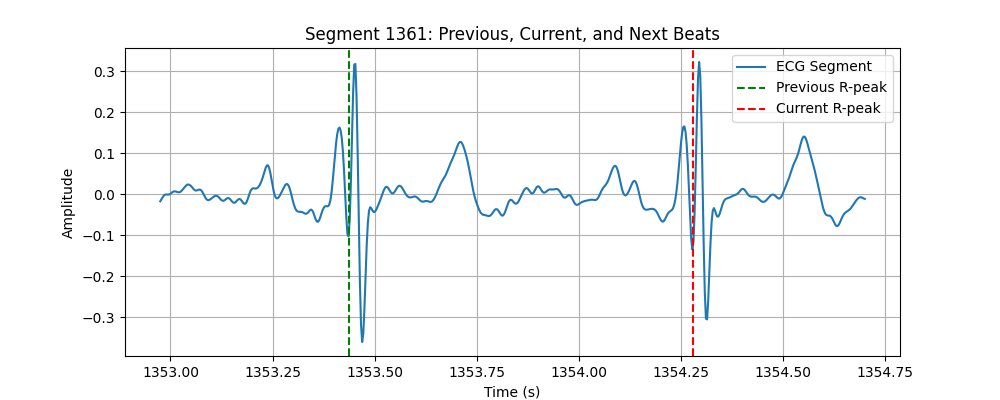 Segment 1361: Previous, Current, and Next Beats
ECG Segment
Previous R-peak
Current R-peak
Amplitude
0.3
0.2
0.1
0.0
−0.1
−0.2
−0.3
1353.00 1353.25 1353.50 1353.75 1354.00 1354.25 1354.50 1354.75
Time (s)